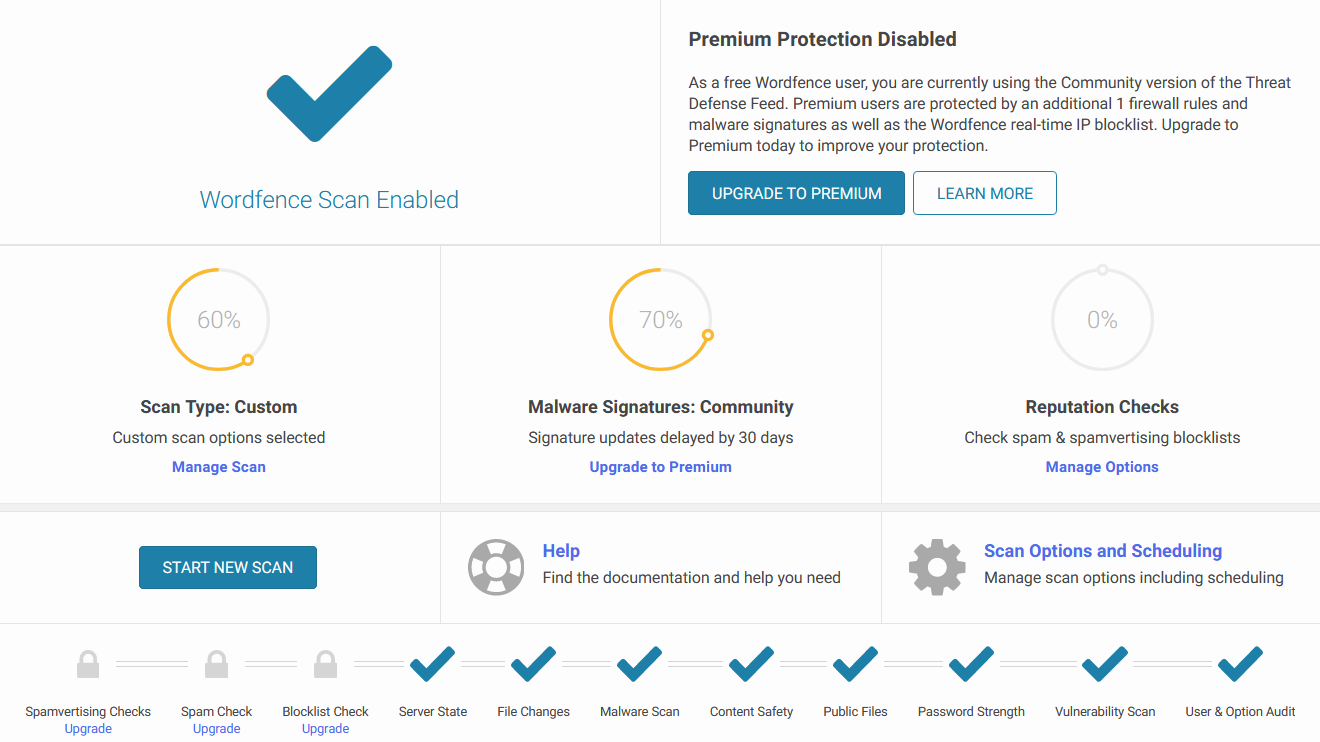 Wordfence Scan Enabled
Premium Protection Disabled
As a free Wordfence user, you are currently using the Community version of the Threat
Defense Feed. Premium users are protected by an additional 1 firewall rules and
malware signatures as well as the Wordfence real-time IP blocklist. Upgrade to
Premium today to improve your protection.
UPGRADE TO PREMIUM
LEARN MORE
60%
Scan Type: Custom
Custom scan options selected
Manage Scan
70%
Malware Signatures: Community
Signature updates delayed by 30 days
Upgrade to Premium
0%
Reputation Checks
Check spam & spamvertising blocklists
Manage Options
START NEW SCAN
Help
Find the documentation and help you need
Scan Options and Scheduling
Manage scan options including scheduling
Spamvertising Checks
Upgrade
Spam Check
Upgrade
Blocklist Check
Upgrade
Server State
File Changes
Malware Scan
Content Safety
Public Files
Password Strength
Vulnerability Scan
User & Option Audit